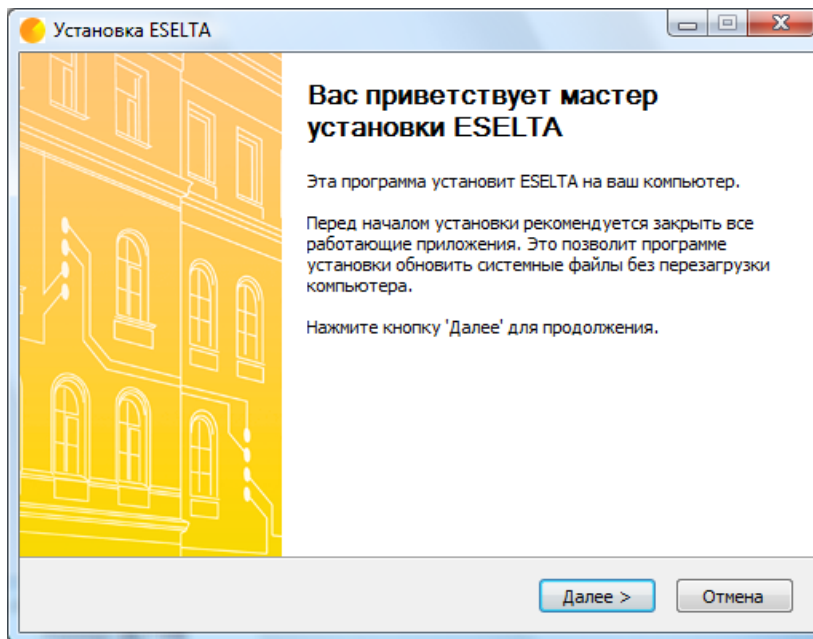 Установка ESELTA
Вас приветствует мастер
установки ESELTA
Эта программа установит ESELTA на ваш компьютер.
Перед началом установки рекомендуется закрыть все
работающие приложения. Это позволит программе
установки обновить системные файлы без перезагрузки
компьютера.
Нажмите кнопку 'Далее' для продолжения.
Далее >
Отмена